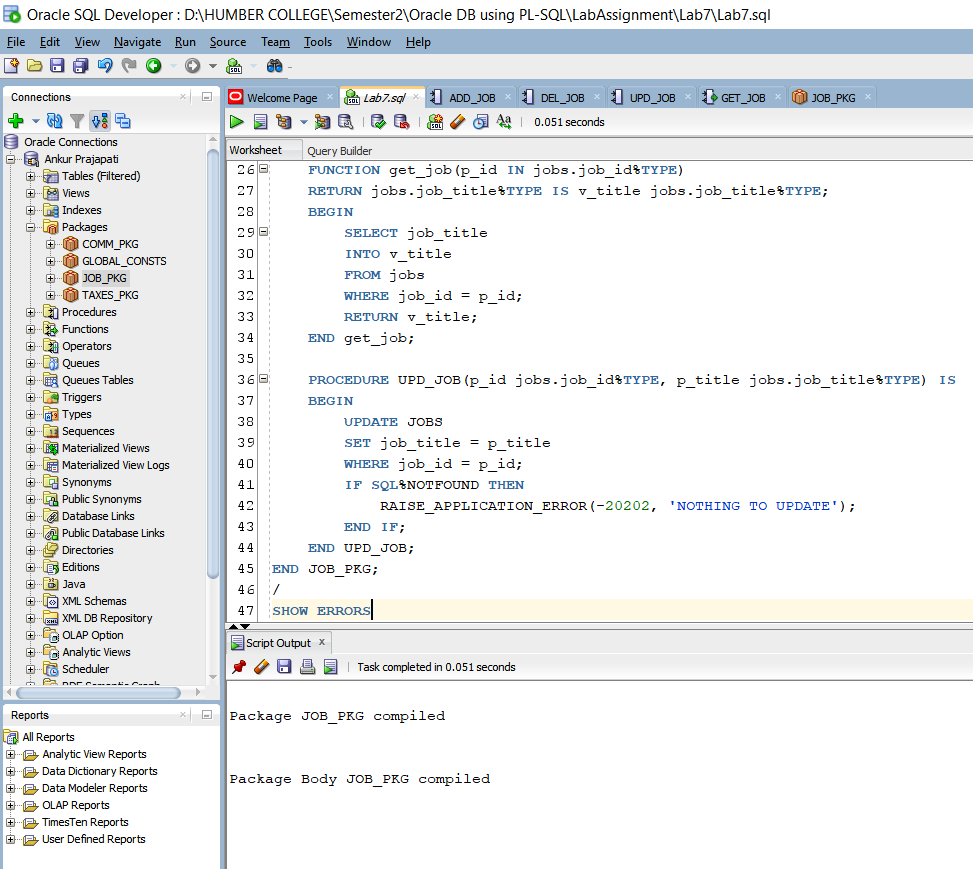 Oracle SQL Developer : D:\HUMBER COLLEGE\Semester2\Oracle DB using PL-SQL\LabAssignment\Lab7\Lab7.sql
File Edit View Navigate Run Source Team Tools Window Help
Connections
Oracle Connections
Ankur Prajapati
Tables (Filtered)
Views
Indexes
Packages
COMM_PKG
GLOBAL_CONSTS
JOB_PKG
TAXES_PKG
Procedures
Functions
Operators
Queues
Queues Tables
Triggers
Types
Sequences
Materialized Views
Materialized View Logs
Synonyms
Public Synonyms
Database Links
Public Database Links
Directories
Editions
Java
XML Schemas
XML DB Repository
OLAP Option
Analytic Views
Scheduler
Reports
All Reports
Analytic View Reports
Data Dictionary Reports
Data Modeler Reports
OLAP Reports
TimesTen Reports
User Defined Reports
Welcome Page Lab7.sql ADD_JOB DEL_JOB UPD_JOB GET_JOB JOB_PKG
0.051 seconds
Worksheet Query Builder
26 FUNCTION get_job(p_id IN jobs.job_id%TYPE)
27 RETURN jobs.job_title%TYPE IS v_title jobs.job_title%TYPE;
28 BEGIN
29 SELECT job_title
30 INTO v_title
31 FROM jobs
32 WHERE job_id = p_id;
33 RETURN v_title;
34 END get_job;
35
36 PROCEDURE UPD_JOB(p_id jobs.job_id%TYPE, p_title jobs.job_title%TYPE) IS
37 BEGIN
38 UPDATE JOBS
39 SET job_title = p_title
40 WHERE job_id = p_id;
41 IF SQL%NOTFOUND THEN
42 RAISE_APPLICATION_ERROR(-20202, 'NOTHING TO UPDATE');
43 END IF;
44 END UPD_JOB;
45 END JOB_PKG;
46 /
47 SHOW ERRORS
Script Output
Task completed in 0.051 seconds
Package JOB_PKG compiled
Package Body JOB_PKG compiled